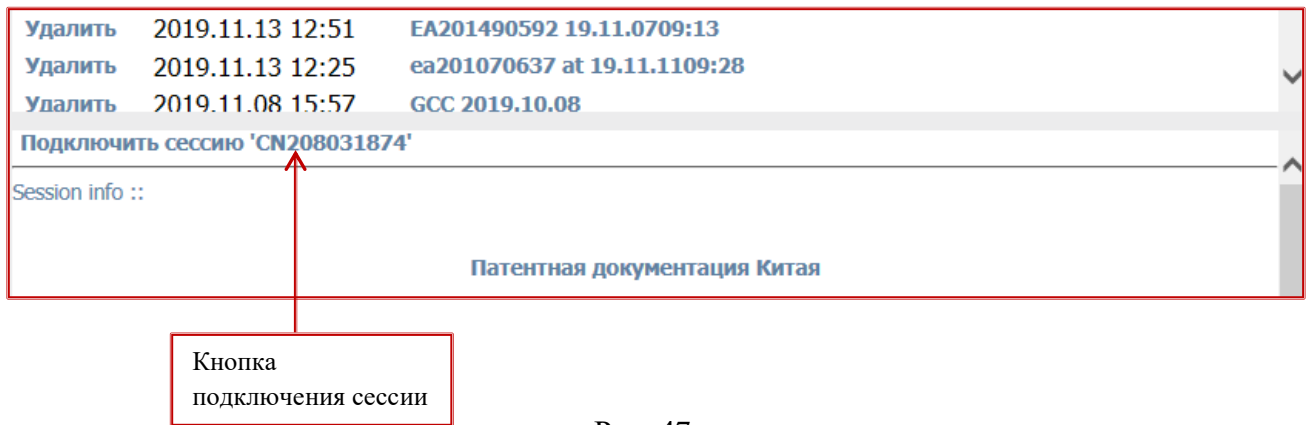 Удалить 2019.11.13 12:51 EA201490592 19.11.0709:13
Удалить 2019.11.13 12:25 ea201070637 at 19.11.1109:28
Удалить 2019.11.08 15:57 GCC 2019.10.08
Подключить сессию 'CN208031874'
Session info ::
Патентная документация Китая
Кнопка
подключения сессии